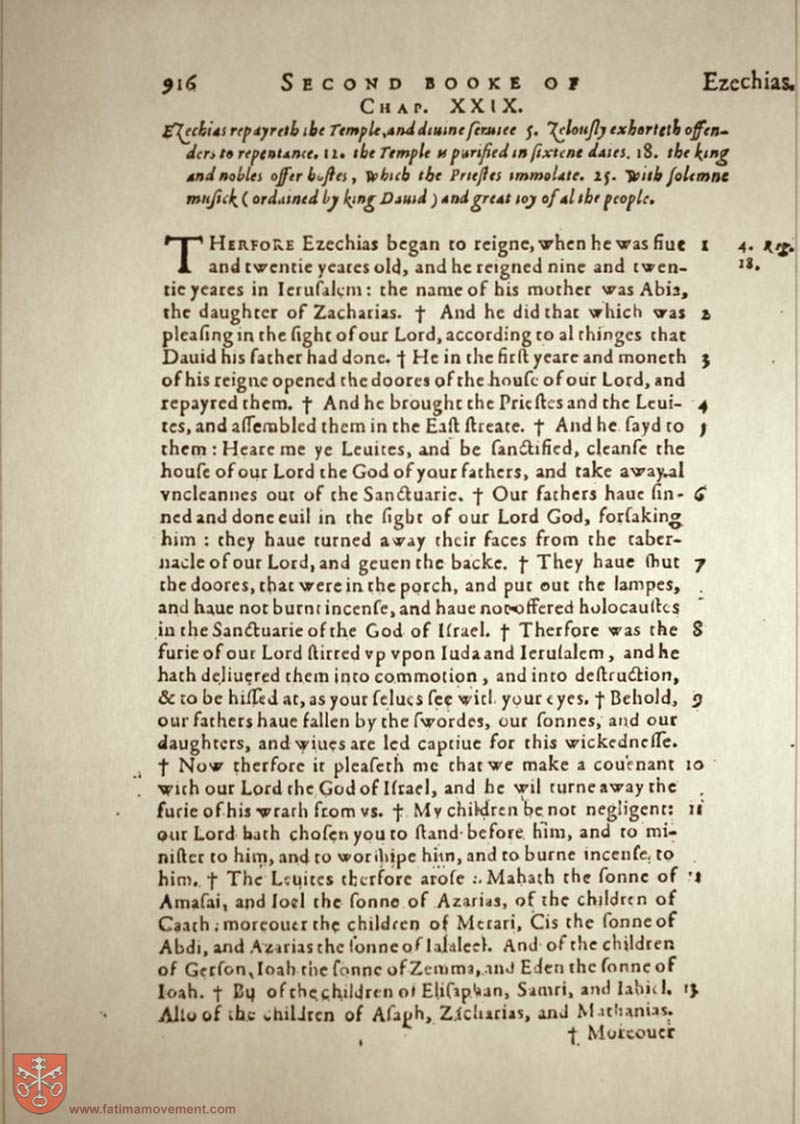 916 SECOND BOOKE OF Ezechias.
CHAP. XXIX.
Ezechias repayreth the Temple, and diuine seruice 5. Zelously exhorteth offen-
ders to repentance. 12. the Temple is purified in sixtene daies. 18. the king
and nobles offer hostes, which the Priestes immolate. 25. with solemne
musick (ordained by king Dauid) and great ioy of al the people.
THERFORE Ezechias began to reigne, when he was fiue 1 4. Reg.
and twentie yeares old, and he reigned nine and twen- 18.
tie yeares in Ierusalem: the name of his mother was Abia,
the daughter of Zacharias. † And he did that which was 2
pleasing in the sight of our Lord, according to al thinges that
Dauid his father had done. † He in the first yeare and moneth 3
of his reigne opened the doores of the house of our Lord, and
repayred them. † And he brought the Priestes and the Leui- 4
tes, and assembled them in the East streate. † And he sayd to 5
them : Heare me ye Leuites, and be sanctified, cleanse the
house of our Lord the God of your fathers, and take away al
vncleannes out of the Sanctuarie. † Our fathers haue sin- 6
ned and done euil in the sight of our Lord God, forsaking
him : they haue turned away their faces from the taber-
nacle of our Lord, and geuen the backe. † They haue shut 7
the doores, that were in the porch, and put out the lampes,
and haue not burnt incense, and haue not offered holocaustes
in the Sanctuarie of the God of Israel. † Therfore was the 8
furie of our Lord stirred vp vpon Iuda and Ierusalem, and he
hath deliuered them into commotion, and into destruction,
& to be hissed at, as your selues see with your eyes. † Behold, 9
our fathers haue fallen by the swordes, our sonnes, and our
daughters, and wiues are led captiue for this wickednesse.
† Now therfore it pleaseth me that we make a couenant 10
with our Lord the God of Israel, and he wil turne away the
furie of his wrath from vs. † My children be not negligent: 11
our Lord hath chosen you to stand before him, and to mi-
nister to him, and to worshipe him, and to burne incense to
him. † The Leuites therfore arose : Mahath the sonne of
Amasai, and Ioel the sonne of Azarias, of the children of
Caath : moreouer the children of Merari, Cis the sonne of
Abdi, and Azarias the sonne of Ialaleel. And of the children
of Gerson, Ioah the sonne of Zemma, and Eden the sonne of
Ioah. † By of the children of Elisaphan, Samri, and Iahiel. 13
Also of the children of Asaph, Zacharias, and Mathanias.
† Moreouer
www.fatimamovement.com